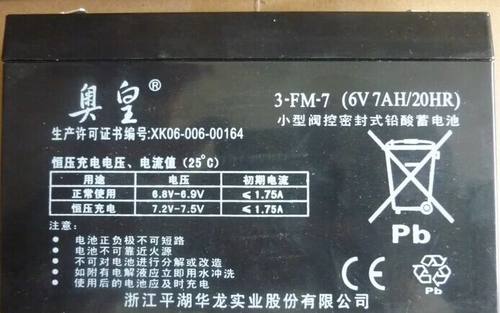 奥皇®
3-FM-7 (6V 7AH/20HR)
小型阀控密封式铅酸蓄电池
生产许可证书编号:XK06-006-00164
恒压充电电压、电流值(25°C)
用途 电压 初期电流
正常使用 6.8V-6.9V ≤1.75A
恒压充电 7.2V-7.5V ≤1.75A
电池正负极不可短路
电池不可靠近火源
不可对电池进行分解或改造
如附有电解液应立即用水冲洗
使用后的电池应及时充电
Pb
Pb
浙江平湖华龙实业股份有限公司